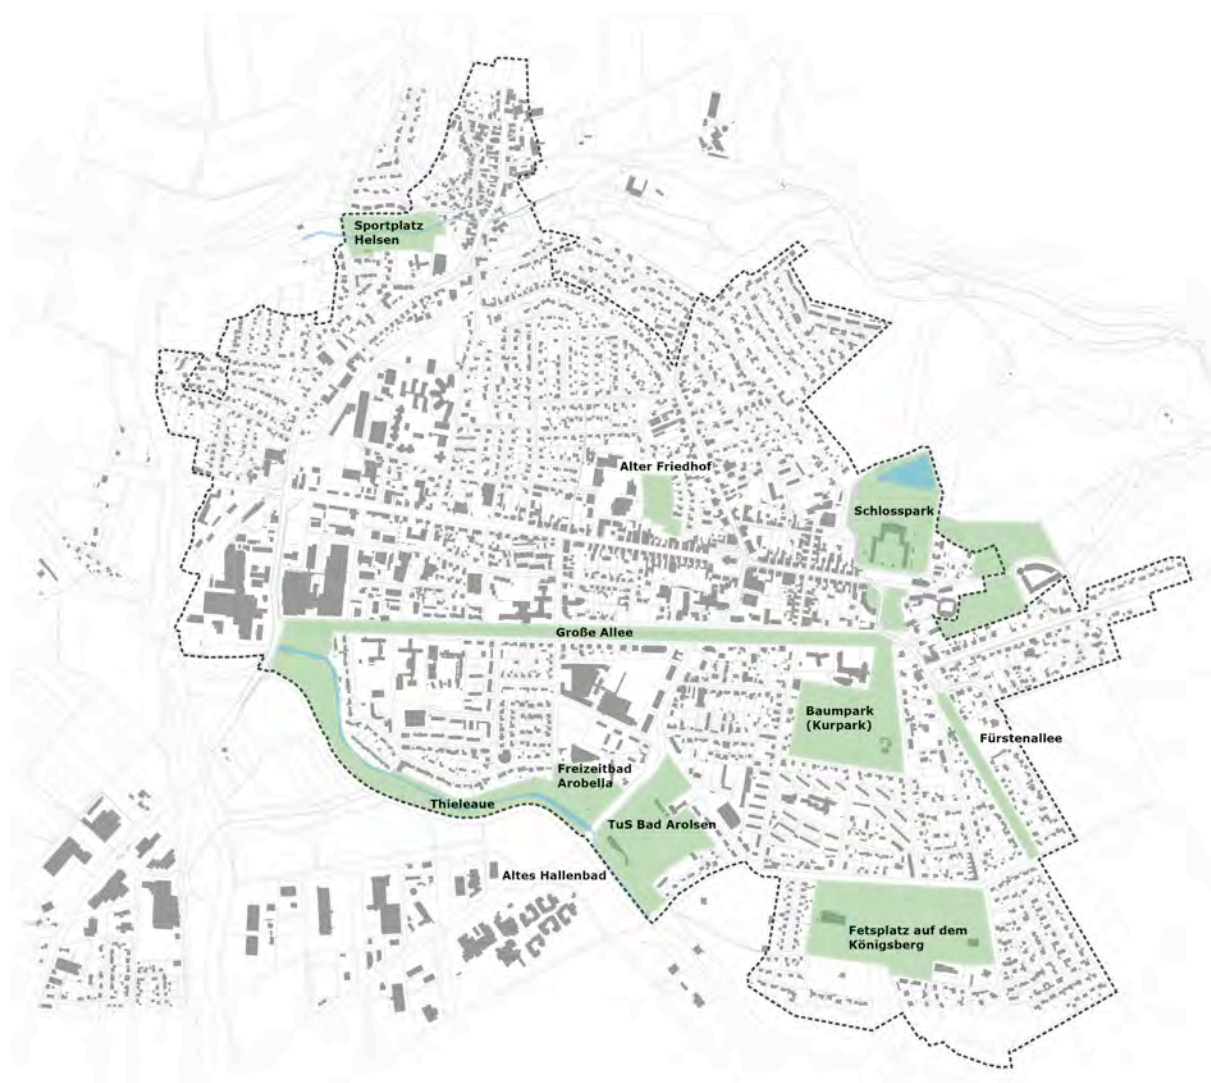 Sportplatz
Helsen
Alter Friedhof
Schlosspark
Große Allee
Baumpark
(Kurpark)
Fürstenallee
Freizeitbad
Arobella
Thieleaue
TuS Bad Arolsen
Altes Hallenbad
Fetsplatz auf dem
Königsberg